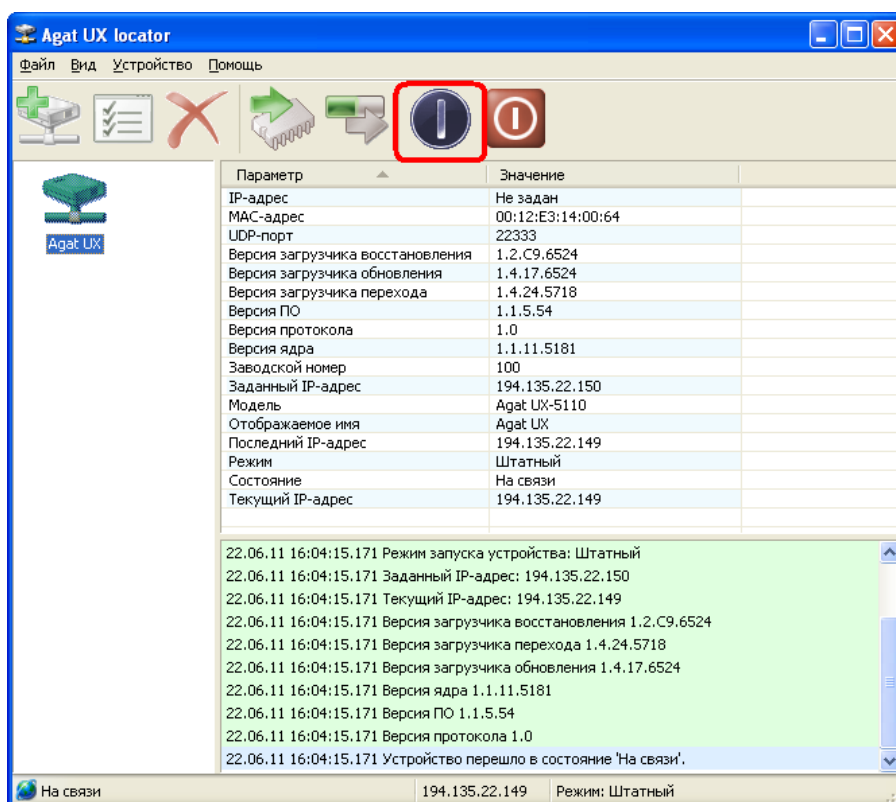 Agat UX locator
Файл Вид Устройство Помощь
Agat UX
Параметр Значение
IP-адрес Не задан
MAC-адрес 00:12:E3:14:00:64
UDP-порт 22333
Версия загрузчика восстановления 1.2.C9.6524
Версия загрузчика обновления 1.4.17.6524
Версия загрузчика перехода 1.4.24.5718
Версия ПО 1.1.5.54
Версия протокола 1.0
Версия ядра 1.1.11.5181
Заводской номер 100
Заданный IP-адрес 194.135.22.150
Модель Agat UX-5110
Отображаемое имя Agat UX
Последний IP-адрес 194.135.22.149
Режим Штатный
Состояние На связи
Текущий IP-адрес 194.135.22.149
22.06.11 16:04:15.171 Режим запуска устройства: Штатный
22.06.11 16:04:15.171 Заданный IP-адрес: 194.135.22.150
22.06.11 16:04:15.171 Текущий IP-адрес: 194.135.22.149
22.06.11 16:04:15.171 Версия загрузчика восстановления 1.2.C9.6524
22.06.11 16:04:15.171 Версия загрузчика перехода 1.4.24.5718
22.06.11 16:04:15.171 Версия загрузчика обновления 1.4.17.6524
22.06.11 16:04:15.171 Версия ядра 1.1.11.5181
22.06.11 16:04:15.171 Версия ПО 1.1.5.54
22.06.11 16:04:15.171 Версия протокола 1.0
22.06.11 16:04:15.171 Устройство перешло в состояние 'На связи'.
На связи 194.135.22.149 Режим: Штатный